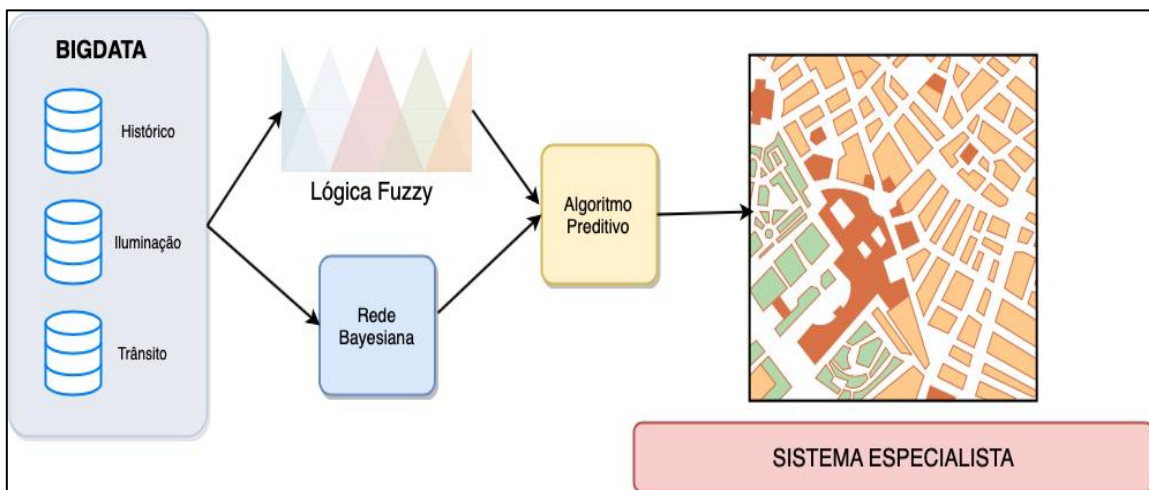 BIGDATA
Histórico
Iluminação
Trânsito
Lógica Fuzzy
Rede
Bayesiana
Algoritmo
Preditivo
SISTEMA ESPECIALISTA